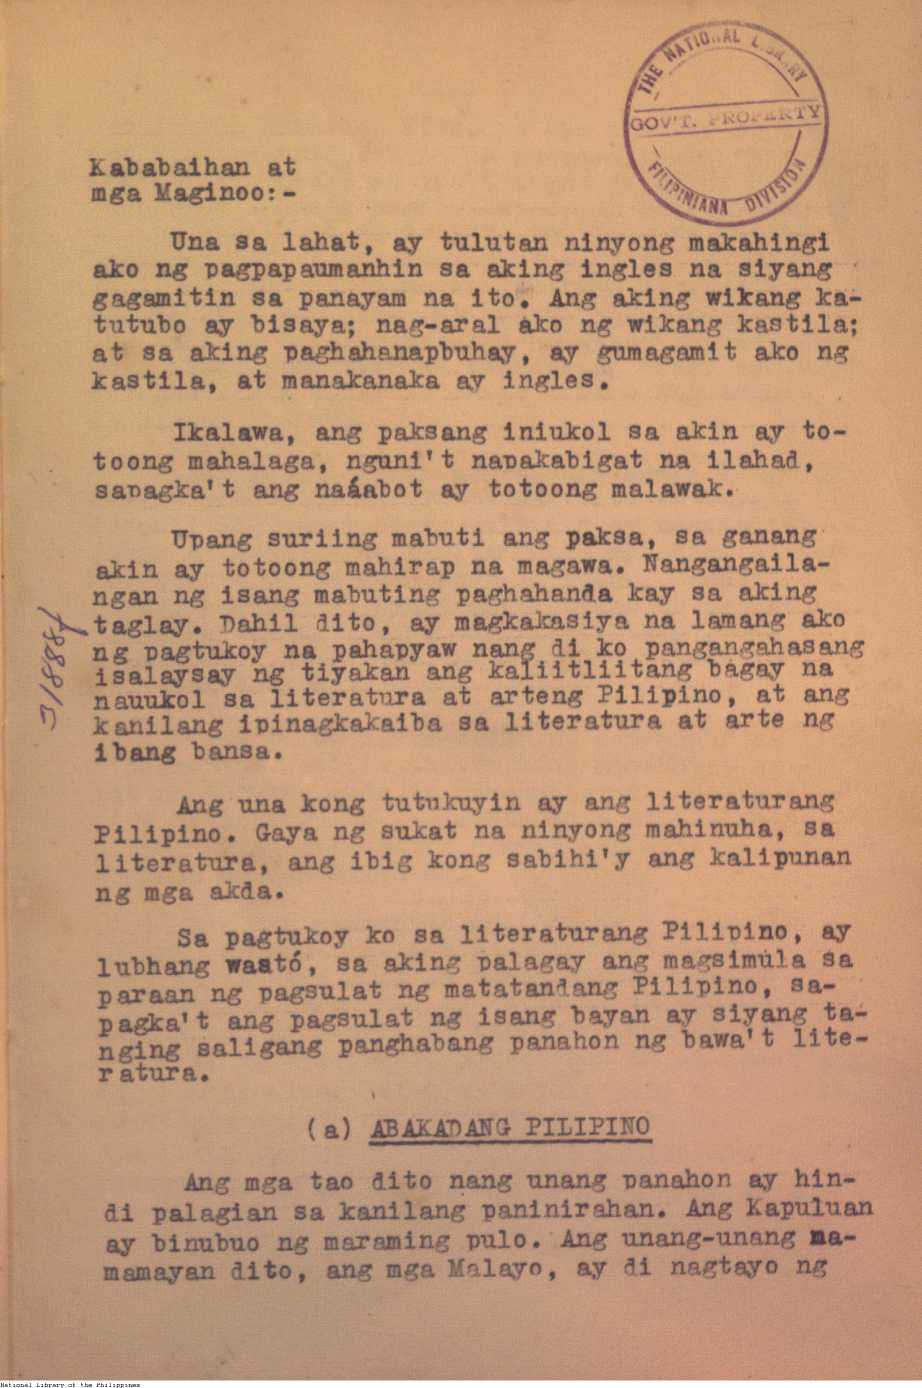 THE NATIONAL LIBRARY
GOV'T. PROPERTY
FILIPINIANA DIVISION
Kababaihan at
mga Maginoo:-
Una sa lahat, ay tulutan ninyong makahingi
ako ng pagpapaumanhin sa aking ingles na siyang
gagamitin sa panayam na ito. Ang aking wikang ka-
tutubo ay bisaya; nag-aral ako ng wikang kastila;
at sa aking paghahanapbuhay, ay gumagamit ako ng
kastila, at manakanaka ay ingles.
Ikalawa, ang paksang iniukol sa akin ay to-
toong mahalaga, nguni't napakabigat na ilahad,
sapagka't ang naáabot ay totoong malawak.
Upang suriing mabuti ang paksa, sa ganang
akin ay totoong mahirap na magawa. Nangangaila-
ngan ng isang mabuting paghahanda kay sa aking
taglay. Dahil dito, ay magkakasiya na lamang ako
ng pagtukoy na pahapyaw nang di ko pangangahasang
isalaysay ng tiyakan ang kaliitliitang bagay na
nauukol sa literatura at arteng Pilipino, at ang
kanilang ipinagkakaiba sa literatura at arte ng
ibang bansa.
Ang una kong tutukuyin ay ang literaturang
Pilipino. Gaya ng sukat na ninyong mahinuha, sa
literatura, ang ibig kong sabihi'y ang kalipunan
ng mga akda.
Sa pagtukoy ko sa literaturang Pilipino, ay
lubhang wastó, sa aking palagay ang magsimula sa
paraan ng pagsulat ng matatandang Pilipino, sa-
pagka't ang pagsulat ng isang bayan ay siyang ta-
nging saligang panghabang panahon ng bawa't lite-
ratura.
(a) ABAKADANG PILIPINO
Ang mga tao dito nang unang panahon ay hin-
di palagian sa kanilang paninirahan. Ang Kapuluan
ay binubuo ng maraming pulo. Ang unang-unang ma-
mamayan dito, ang mga Malayo, ay di nagtayo ng
National Library of the Philippines